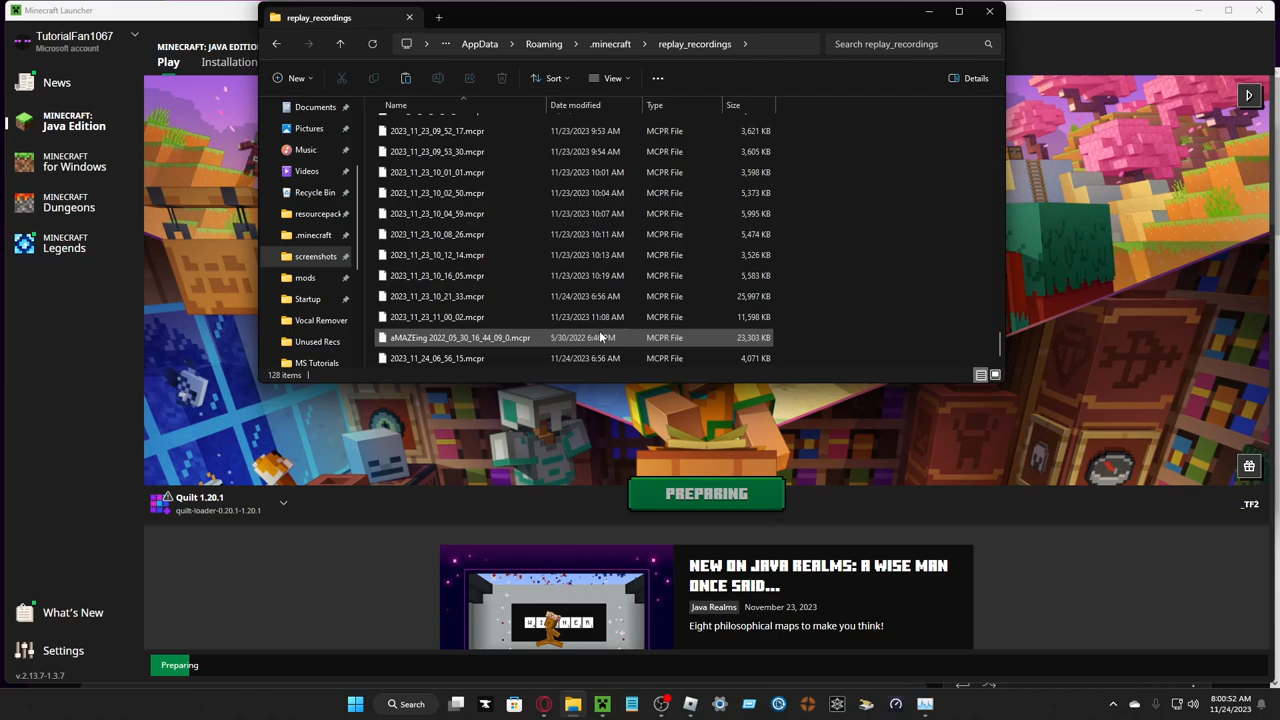 Minecraft Launcher
replay_recordings
TutorialFan1067
Microsoft account
MINECRAFT: JAVA EDITIO
Play
Installation
AppData
Roaming
.minecraft
replay_recordings
Search replay_recordings
New
Sort
View
Details
News
MINECRAFT:
Java Edition
MINECRAFT
for Windows
MINECRAFT
Dungeons
MINECRAFT
Legends
Documents
Pictures
Music
Videos
Recycle Bin
resourcepacl
.minecraft
screenshots
mods
Startup
Vocal Remover
Unused Recs
MS Tutorials
Name
Date modified
Type
Size
2023_11_23_09_52_17.mcpr 11/23/2023 9:53 AM MCPR File 3,621 KB
2023_11_23_09_53_30.mcpr 11/23/2023 9:54 AM MCPR File 3,605 KB
2023_11_23_10_01_01.mcpr 11/23/2023 10:01 AM MCPR File 3,598 KB
2023_11_23_10_02_50.mcpr 11/23/2023 10:04 AM MCPR File 5,373 KB
2023_11_23_10_04_59.mcpr 11/23/2023 10:07 AM MCPR File 5,995 KB
2023_11_23_10_08_26.mcpr 11/23/2023 10:11 AM MCPR File 5,474 KB
2023_11_23_10_12_14.mcpr 11/23/2023 10:13 AM MCPR File 3,526 KB
2023_11_23_10_16_05.mcpr 11/23/2023 10:19 AM MCPR File 5,583 KB
2023_11_23_10_21_33.mcpr 11/24/2023 6:56 AM MCPR File 25,997 KB
2023_11_23_11_00_02.mcpr 11/23/2023 11:08 AM MCPR File 11,598 KB
aMAZEing 2022_05_30_16_44_09_0.mcpr 5/30/2022 MCPR File 23,303 KB
2023_11_24_06_56_15.mcpr 11/24/2023 6:56 AM MCPR File 4,071 KB
128 items
Quilt 1.20.1
quilt-loader-0.20.1-1.20.1
PREPARING
_TF2
NEW ON JAVA REALMS: A WISE MAN
ONCE SAID...
Java Realms November 23, 2023
Eight philosophical maps to make you think!
What's New
Settings
v.2.13.7-1.3.7
Preparing
Search
8:00:52 AM
11/24/2023